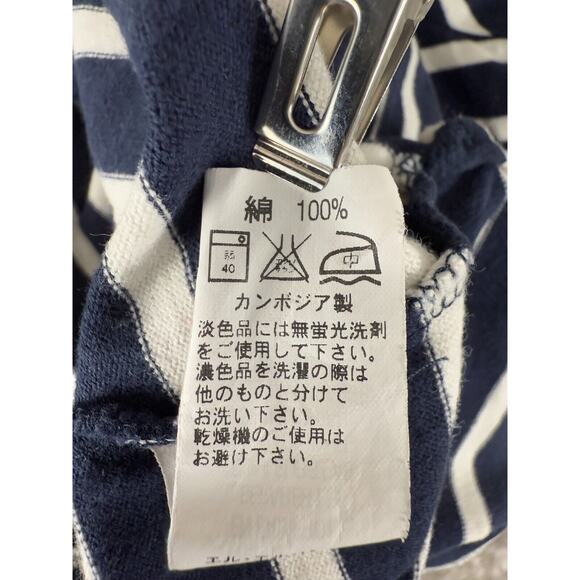 綿 100%
40
中
カンボジア製
淡色品には無蛍光洗剤
をご使用して下さい。
濃色品を洗濯の際は
他のものと分けて
お洗い下さい。
乾燥機のご使用は
お避け下さい。
エル・エ